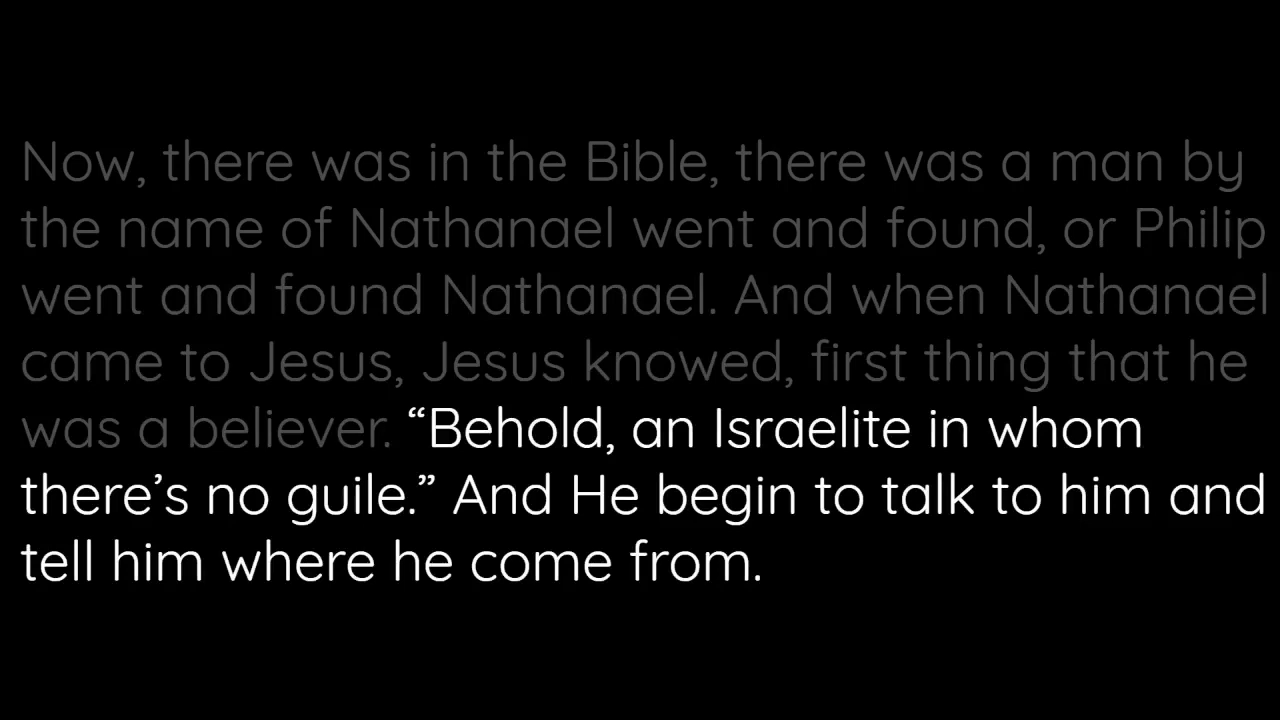 Now, there was in the Bible, there was a man by
the name of Nathanael went and found, or Philip
went and found Nathanael. And when Nathanael
came to Jesus, Jesus knowed, first thing that he
was a believer. “Behold, an Israelite in whom
there’s no guile.” And He begin to talk to him and
tell him where he come from.